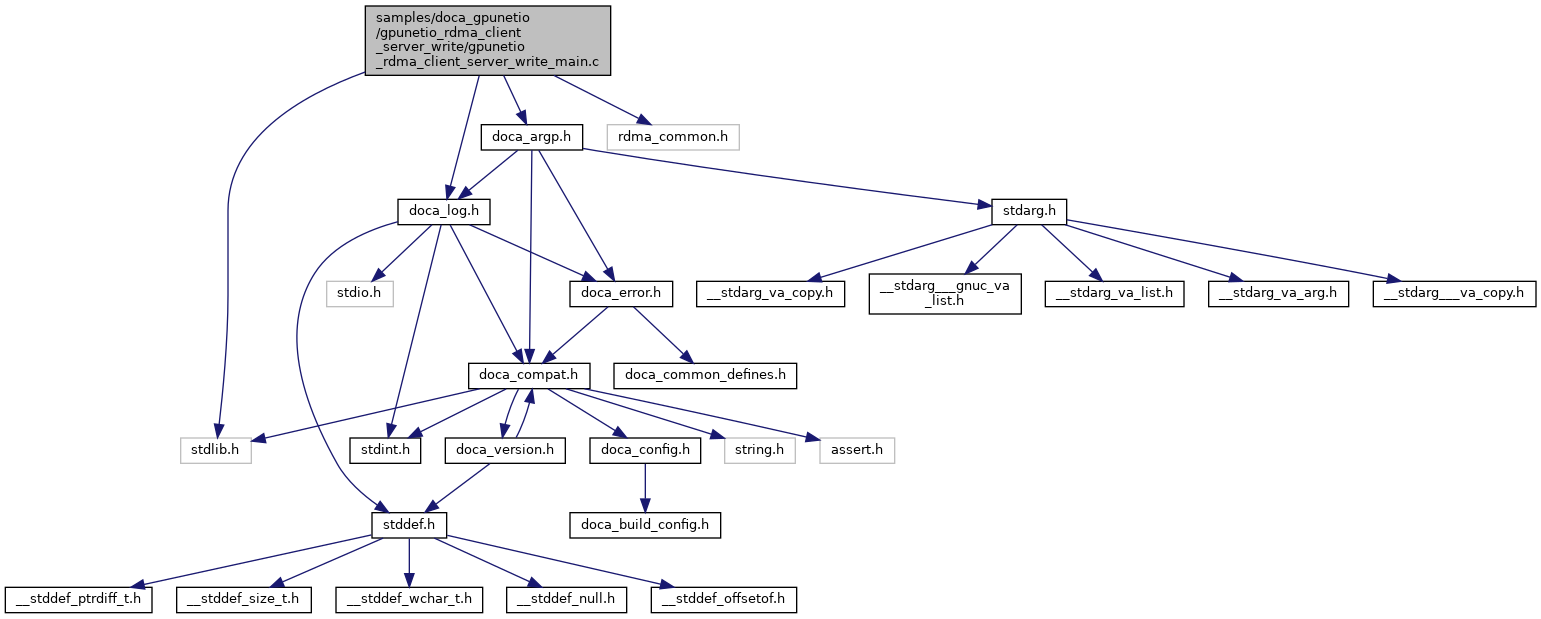 samples/doca_gpunetio
/gpunetio_rdma_client
_server_write/gpunetio
_rdma_client_server_write_main.c
doca_argp.h
rdma_common.h
doca_log.h
stdarg.h
stdio.h
doca_error.h
__stdarg_va_copy.h
__stdarg___gnuc_va
_list.h
__stdarg_va_list.h
__stdarg_va_arg.h
__stdarg___va_copy.h
doca_compat.h
doca_common_defines.h
stdlib.h
stdint.h
doca_version.h
doca_config.h
string.h
assert.h
stddef.h
doca_build_config.h
__stddef_ptrdiff_t.h
__stddef_size_t.h
__stddef_wchar_t.h
__stddef_null.h
__stddef_offsetof.h